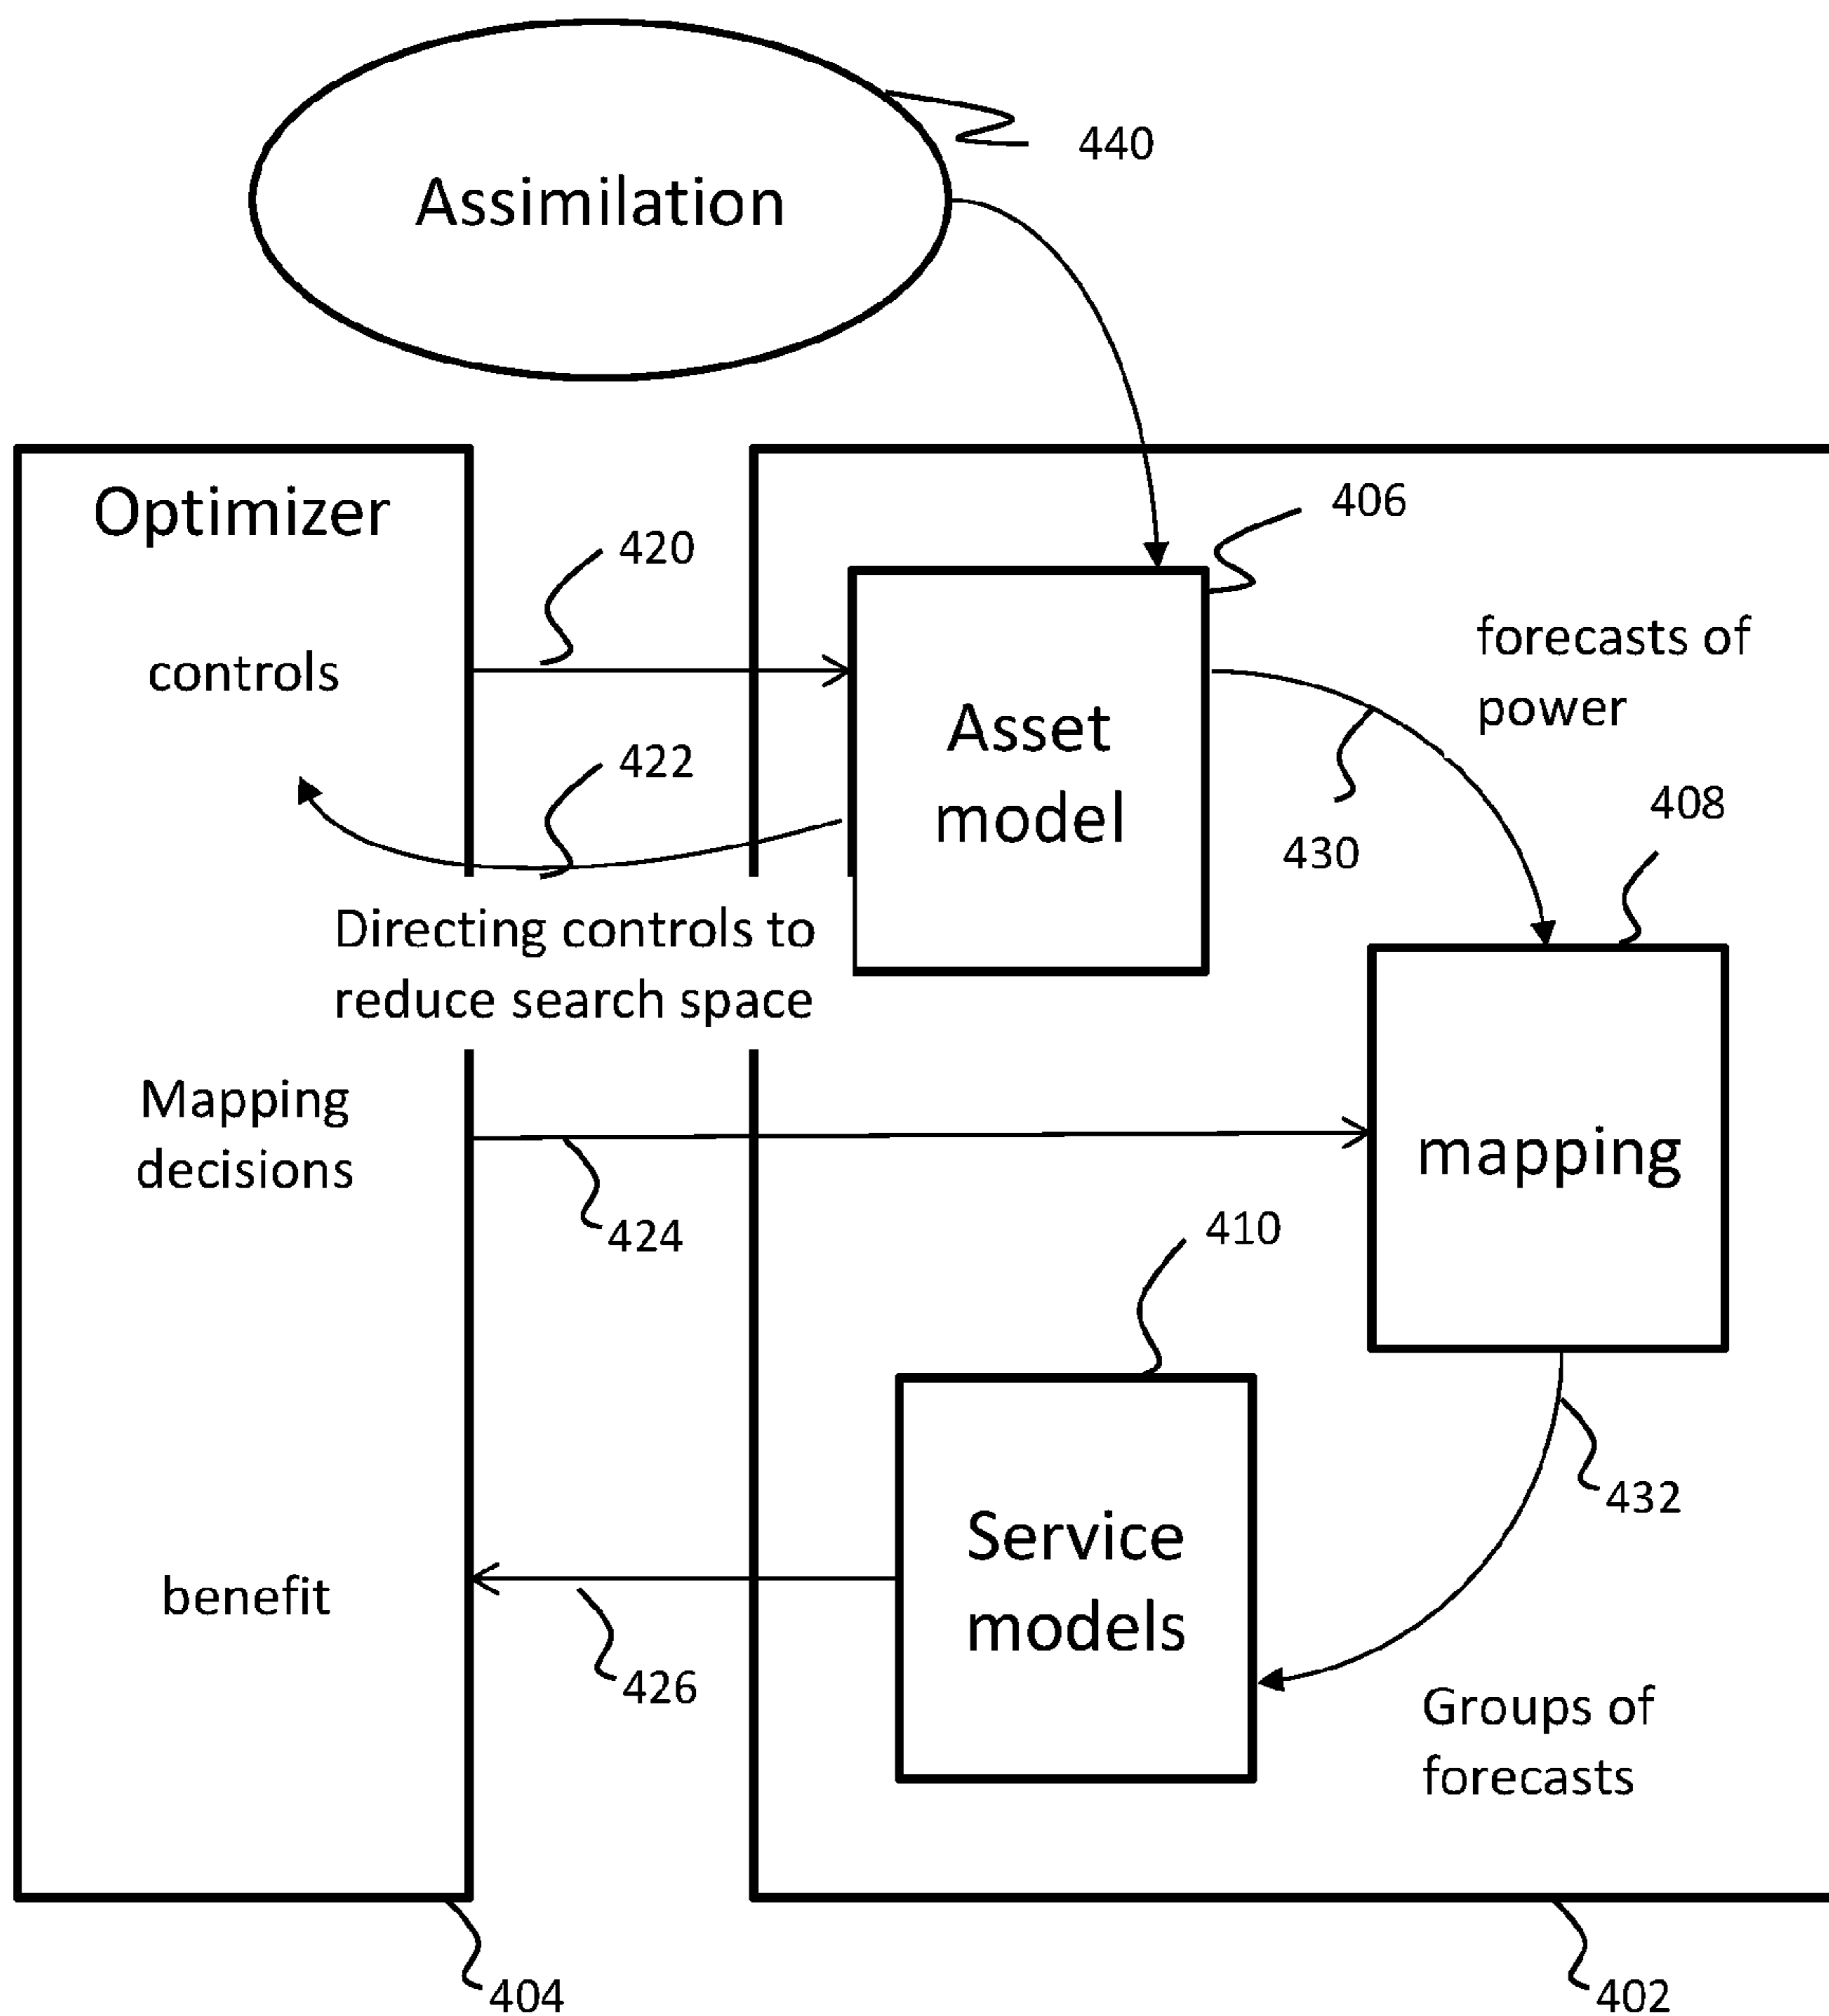 440
Assimilation
406
Optimizer
420
forecasts of
power
controls
Asset
model
422
408
430
Directing controls to
reduce search space
Mapping
decisions
mapping
424
410
432
Service
models
benefit
426
Groups of
forecasts
404
402